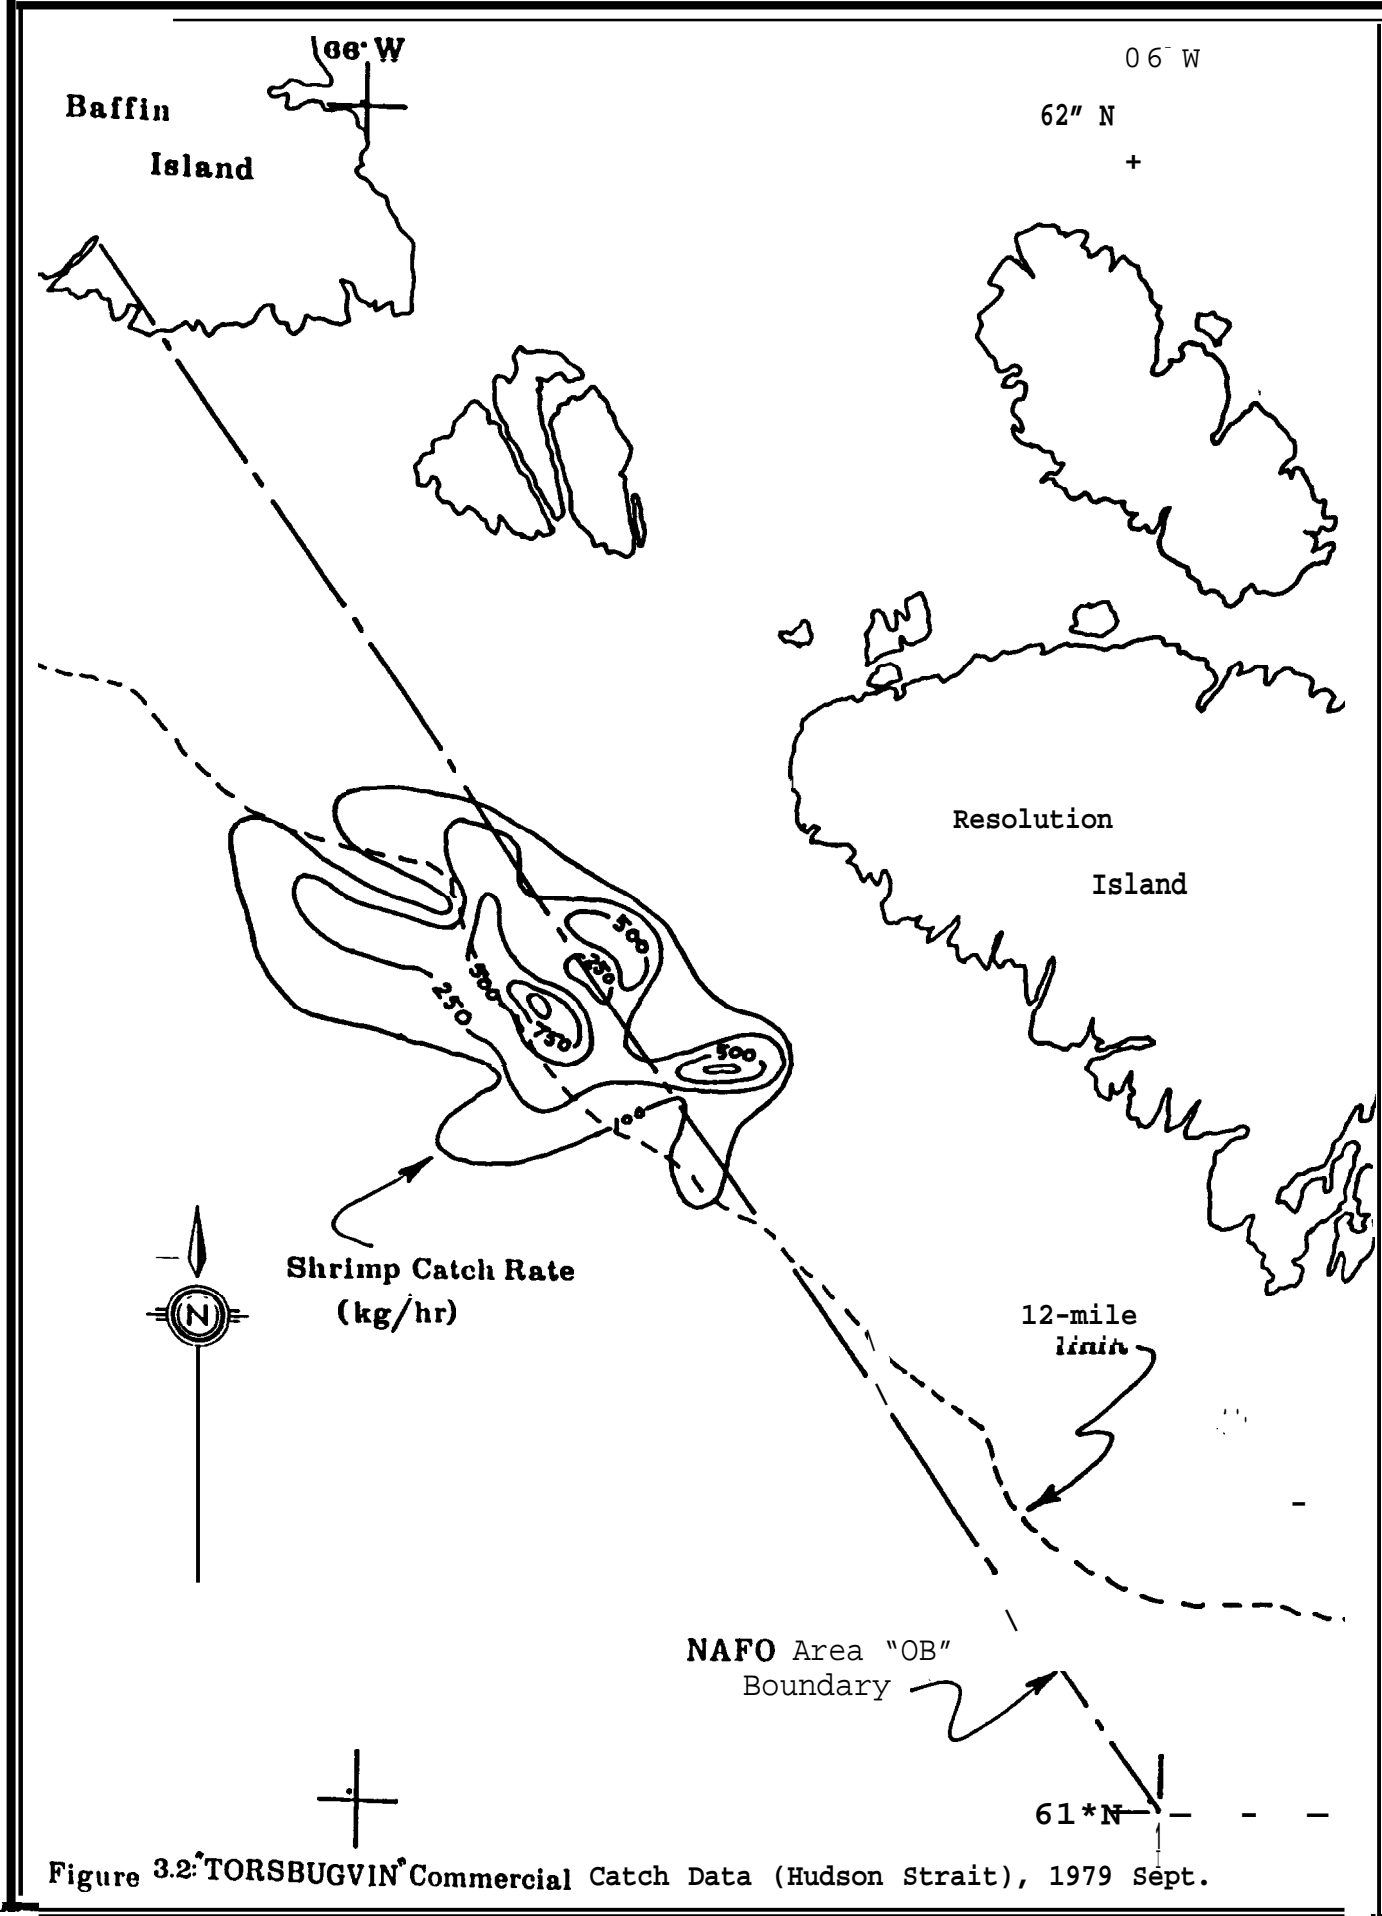 66° W
06 W
Baffin
Island
62" N
Resolution
Island
500
250
500
250
750
500
100
Shrimp Catch Rate
(kg/hr)
N
12-mile
NAFO Area "OB"
Boundary
61*N
Figure 3.2: "TORSBUGVIN" Commercial Catch Data (Hudson Strait), 1979 Sept.